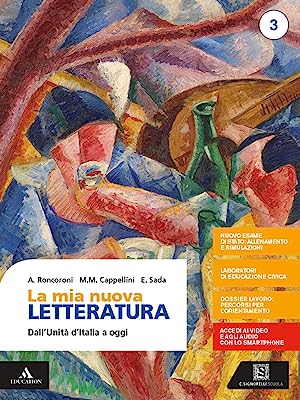 3
A. Roncoroni M.M. Cappellini E. Sada
La mia nuova
LETTERATURA
Dall'Unità d'Italia a oggi
NUOVO ESAME
DI STATO: ALLENAMENTO
E SIMULAZIONI
LABORATORI
DI EDUCAZIONE CIVICA
DOSSIER LAVORO:
PERCORSI PER
L'ORIENTAMENTO
ACCEDI AI VIDEO
E AGLI AUDIO
CON LO SMARTPHONE
EDUCATION
C.SIGNORELLI SCUOLA